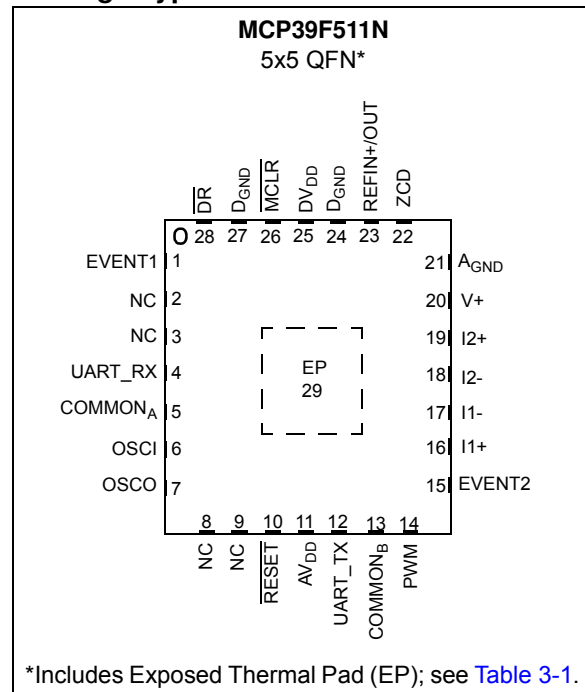 MCP39F511N
5x5 QFN*
DR
DGND
MCLR
DVDD
DGND
REFIN+/OUT
ZCD
28 27 26 25 24 23 22
EVENT1 1
NC 2
NC 3
UART_RX 4
COMMONA 5
OSCI 6
OSCO 7
21 AGND
20 V+
19 I2+
18 I2-
17 I1-
16 I1+
15 EVENT2
EP
29
8 9 10 11 12 13 14
NC
NC
RESET
AVDD
UART_TX
COMMONB
PWM
*Includes Exposed Thermal Pad (EP); see Table 3-1.